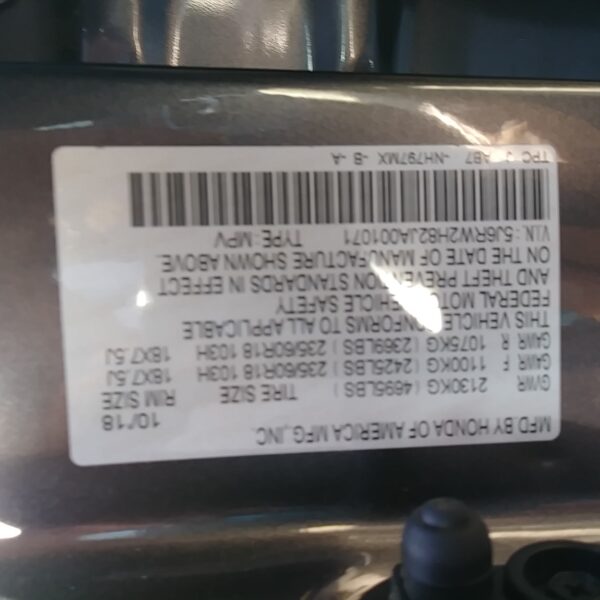 MFD.BY HONDA OF AMERICA MFG.,INC.
10/18
GVWR 2130KG ( 4695LBS ) TIRE SIZE RIM SIZE
GAWR F 1100KG ( 2425LBS ) 235/60R18 103H 18X7.5J
GAWR R 1075KG ( 2369LBS ) 235/60R18 103H 18X7.5J
THIS VEHICLE CONFORMS TO ALL APPLICABLE
FEDERAL MOTOR VEHICLE SAFETY
AND THEFT PREVENTION STANDARDS IN EFFECT
ON THE DATE OF MANUFACTURE SHOWN ABOVE.
V.I.N.: 5J6RW2H82JA001071 TYPE: MPV
TPC AB7 -NH797MX -B -A